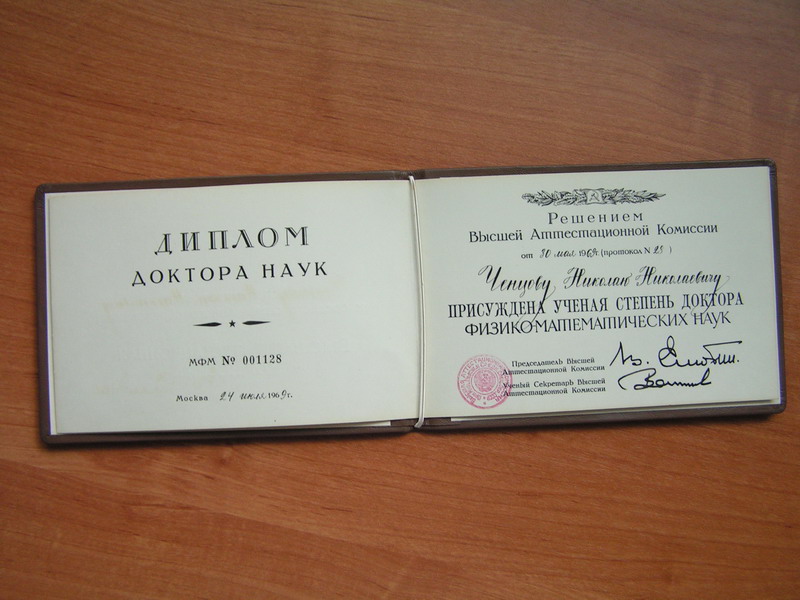 ДИПЛОМ
ДОКТОРА НАУК
МФМ № 001128
Москва 24 июля 1969 г.
Решением
Высшей Аттестационной Комиссии
от 30 мая 1969 г. (протокол № 25)
Ченцову Николаю Николаевичу
ПРИСУЖДЕНА УЧЕНАЯ СТЕПЕНЬ ДОКТОРА
ФИЗИКО-МАТЕМАТИЧЕСКИХ НАУК
Председатель Высшей
Аттестационной Комиссии
Ученый Секретарь Высшей
Аттестационной Комиссии